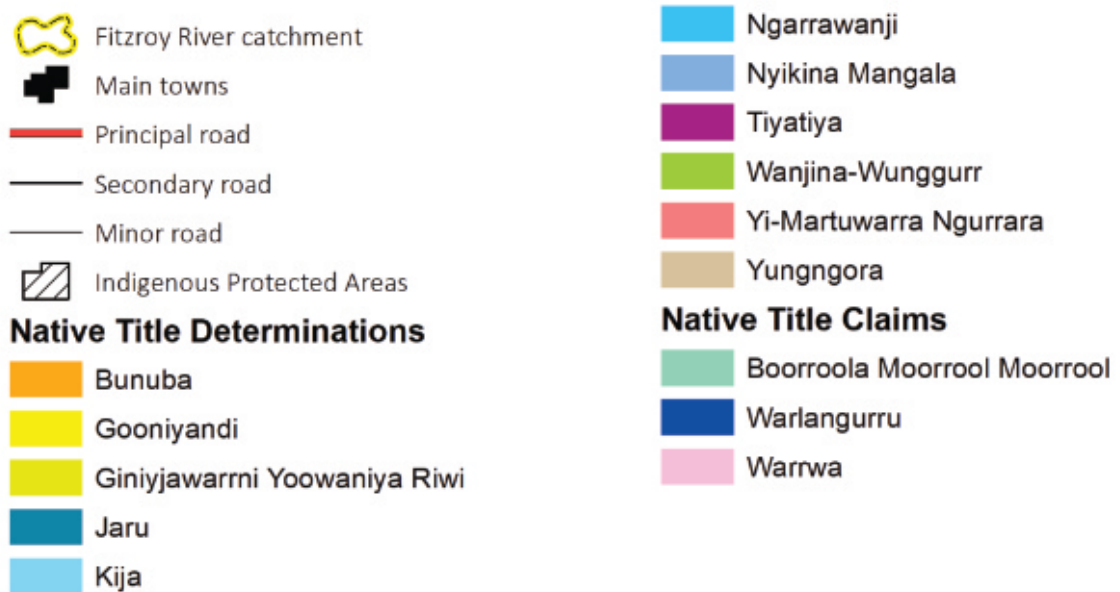 Fitzroy River catchment
Main towns
Principal road
Secondary road
Minor road
Indigenous Protected Areas
Native Title Determinations
Bunuba
Gooniyandi
Giniyjawarrni Yoowaniya Riwi
Jaru
Kija
Ngarrawanji
Nyikina Mangala
Tiyatiya
Wanjina-Wunggurr
Yi-Martuwarra Ngurrara
Yungngora
Native Title Claims
Boorroola Moorrool Moorrool
Warlangurru
Warrwa